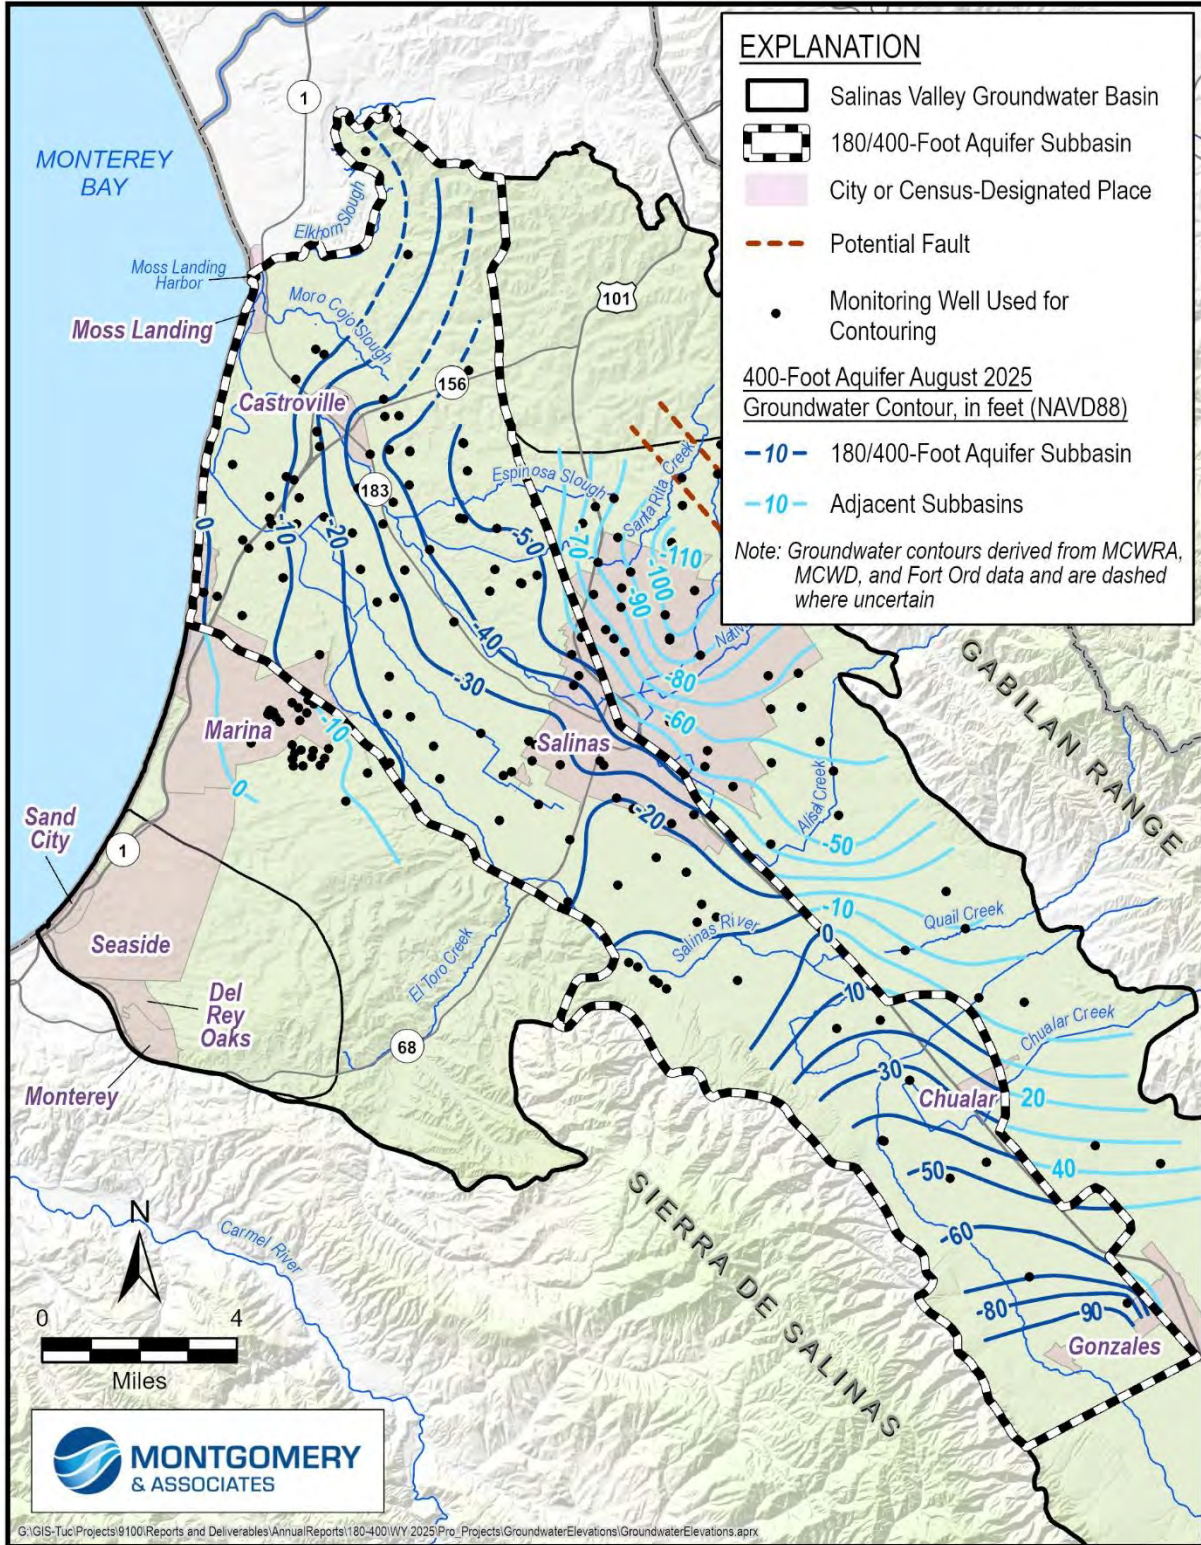 EXPLANATION
Salinas Valley Groundwater Basin
180/400-Foot Aquifer Subbasin
City or Census-Designated Place
Potential Fault
Monitoring Well Used for
Contouring
400-Foot Aquifer August 2025
Groundwater Contour, in feet (NAVD88)
-10- 180/400-Foot Aquifer Subbasin
-10- Adjacent Subbasins
Note: Groundwater contours derived from MCWRA,
MCWD, and Fort Ord data and are dashed
where uncertain
1
MONTEREY
BAY
Elkhorn Slough
Moss Landing
Harbor
Moro Cojo Slough
Moss Landing
101
156
Castroville
183
Espinosa Slough
Santa Rita Creek
0
-10
-20
-50
-70
-110
-100
-90
Nativ
-40
-30
-80
-60
GABILAN RANGE
Marina
-10
Salinas
0
Sand
City
1
-20
Alisal Creek
-50
Seaside
-10
Quail Creek
Salinas River
0
El Toro Creek
Del
Rey
Oaks
-10
Chualar Creek
68
30
Monterey
Chualar
20
-50
40
SIERRA DE SALINAS
-60
N
Carmel River
-80
90
Gonzales
0 4
Miles
MONTGOMERY
& ASSOCIATES
G:\GIS-Tuc\Projects\9100\Reports and Deliverables\AnnualReports\180-400\WY 2025\Pro_Projects\GroundwaterElevations\GroundwaterElevations.aprx